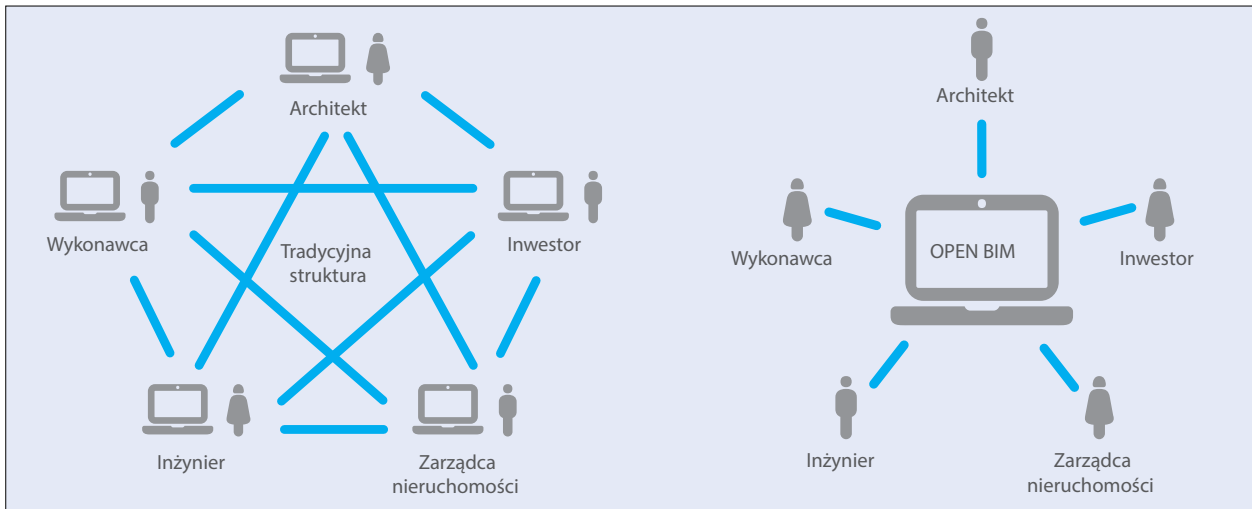 Architekt
Wykonawca
Tradycyjna
struktura
Inwestor
Inżynier
Zarządca
nieruchomości
Architekt
Wykonawca
OPEN BIM
Inwestor
Inżynier
Zarządca
nieruchomości